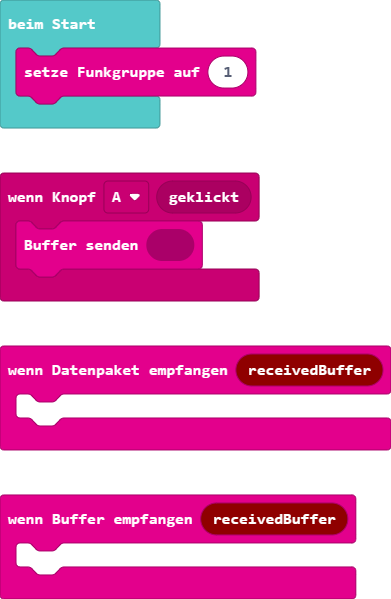 beim Start
setze Funkgruppe auf 1
wenn Knopf A geklickt
Buffer senden
wenn Datenpaket empfangen receivedBuffer
wenn Buffer empfangen receivedBuffer